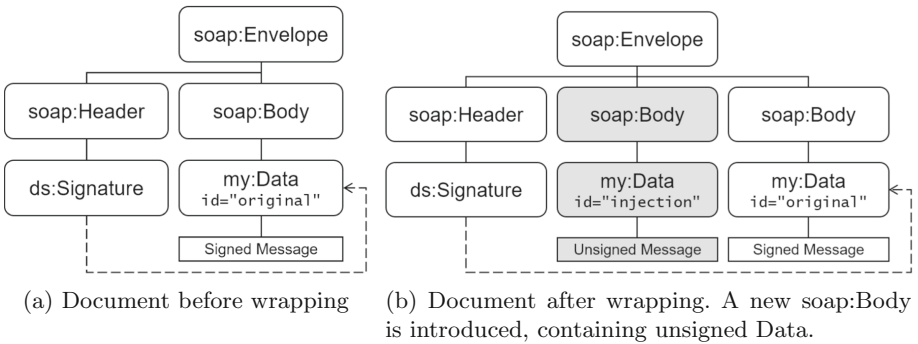 soap:Envelope
soap:Header
soap:Body
ds:Signature
my:Data
id="original"
Signed Message
(a) Document before wrapping
soap:Envelope
soap:Header
soap:Body
soap:Body
ds:Signature
my:Data
id="injection"
my:Data
id="original"
Unsigned Message
Signed Message
(b) Document after wrapping. A new soap:Body
is introduced, containing unsigned Data.